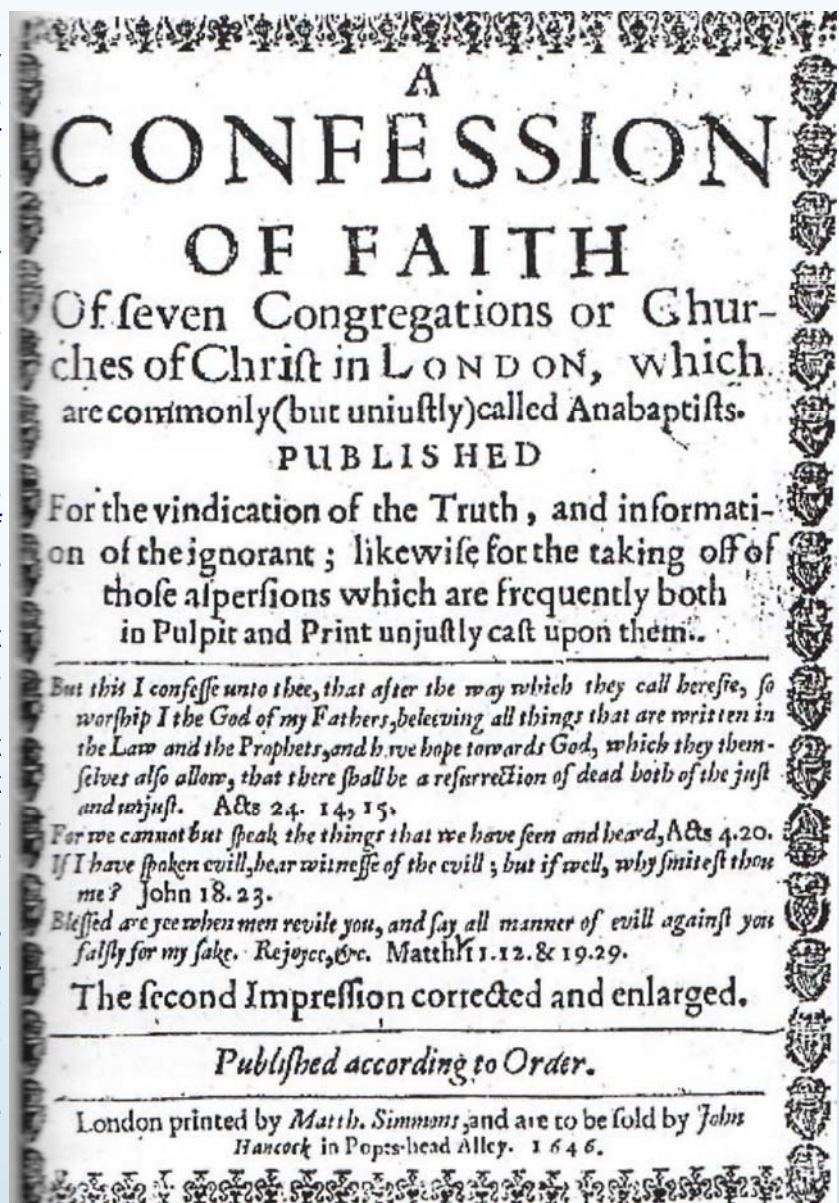 A
CONFESSION
OF FAITH
Of ſeven Congregations or Chur-
ches of Chriſt in LONDON, which
are commonly (but uniuſtly) called Anabaptiſts.
PUBLISHED
For the vindication of the Truth, and informati-
on of the ignorant; likewiſe for the taking off of
thoſe aſperſions which are frequently both
in Pulpit and Print unjuſtly caſt upon them.
But this I confeſſe unto thee, that after the way which they call hereſie, ſo
worſhip I the God of my Fathers, beleeving all things that are written in
the Law and the Prophets, and have hope towards God, which they them-
ſelves alſo allow, that there ſhall be a reſurrection of dead both of the juſt
and unjuſt. Acts 24. 14, 15.
For we cannot but ſpeak the things that we have ſeen and heard, Acts 4.20.
If I have ſpoken evill, bear witneſſe of the evill; but if well, why ſmiteſt thou
me? John 18.23.
Bleſſed are yee when men revile you, and ſay all manner of evill againſt you
falſly for my ſake. Rejoyce, &c. Matth. 11.12. & 19.29.
The ſecond Impreſſion corrected and enlarged.
Publiſhed according to Order.
London printed by Matth. Simmons, and are to be ſold by John
Hancock in Popes-head Alley. 1646.